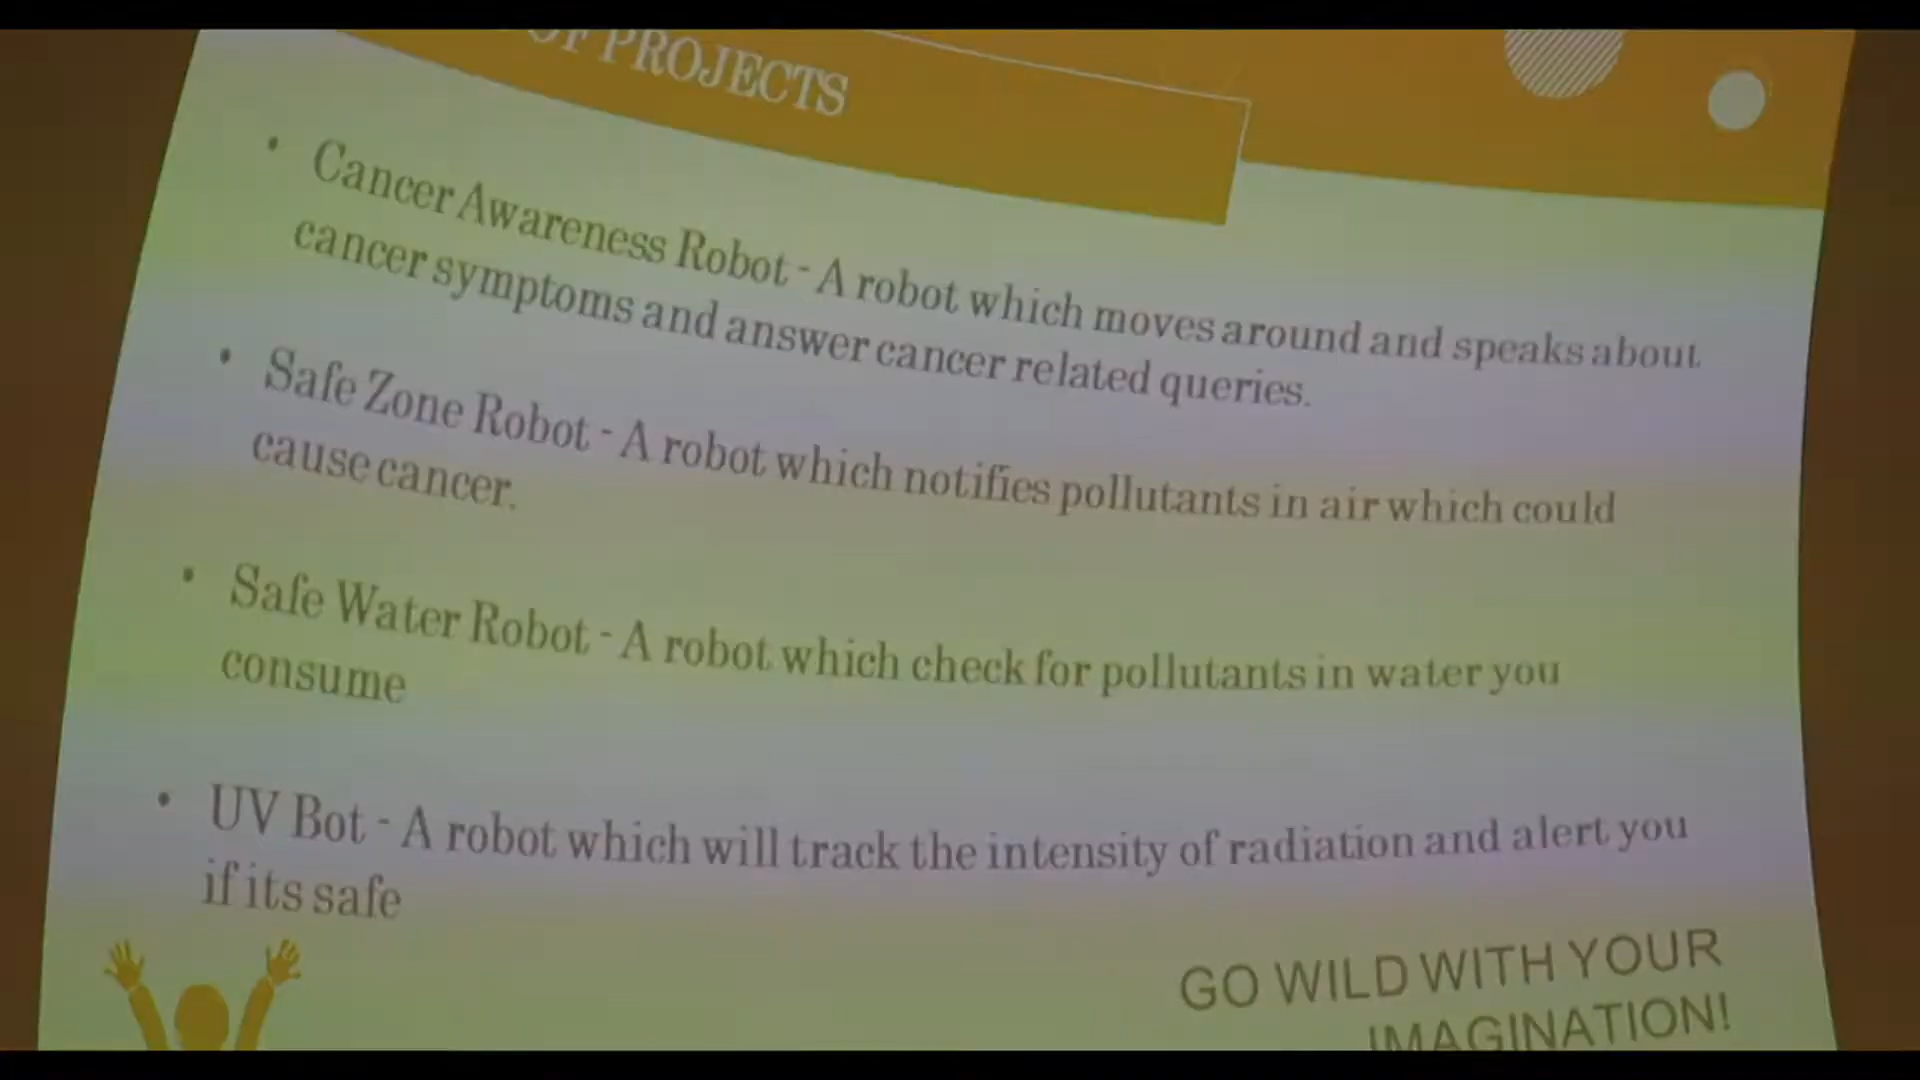 OF PROJECTS
• Cancer Awareness Robot - A robot which moves around and speaks about
cancer symptoms and answer cancer related queries.
• Safe Zone Robot - A robot which notifies pollutants in air which could
cause cancer.
• Safe Water Robot - A robot which check for pollutants in water you
consume
• UV Bot - A robot which will track the intensity of radiation and alert you
if its safe
GO WILD WITH YOUR
IMAGINATION!